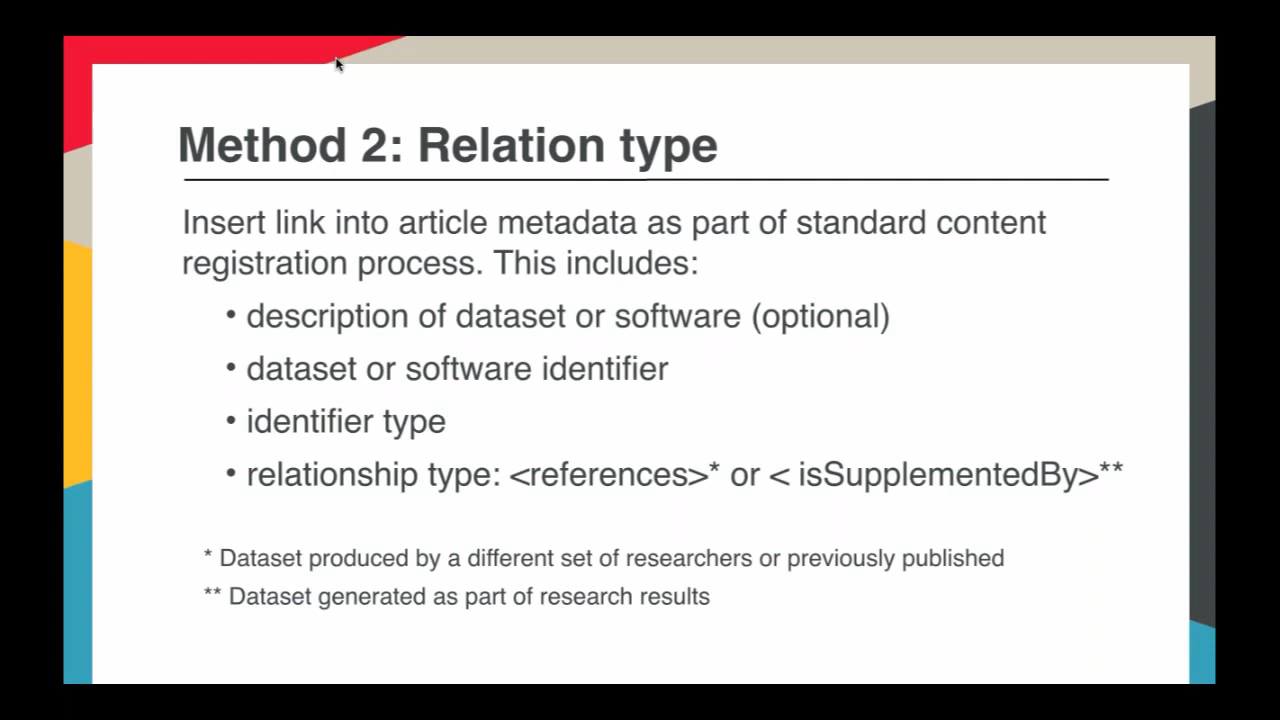 Method 2: Relation type
Insert link into article metadata as part of standard content
registration process. This includes:
• description of dataset or software (optional)
• dataset or software identifier
• identifier type
• relationship type: <references>* or < isSupplementedBy>**
* Dataset produced by a different set of researchers or previously published
** Dataset generated as part of research results